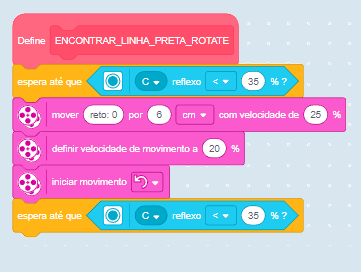 Define ENCONTRAR_LINHA_PRETA_ROTATE
espera até que C reflexo < 35 % ?
mover reto: 0 por 6 cm com velocidade de 25 %
definir velocidade de movimento a 20 %
iniciar movimento
espera até que C reflexo < 35 % ?